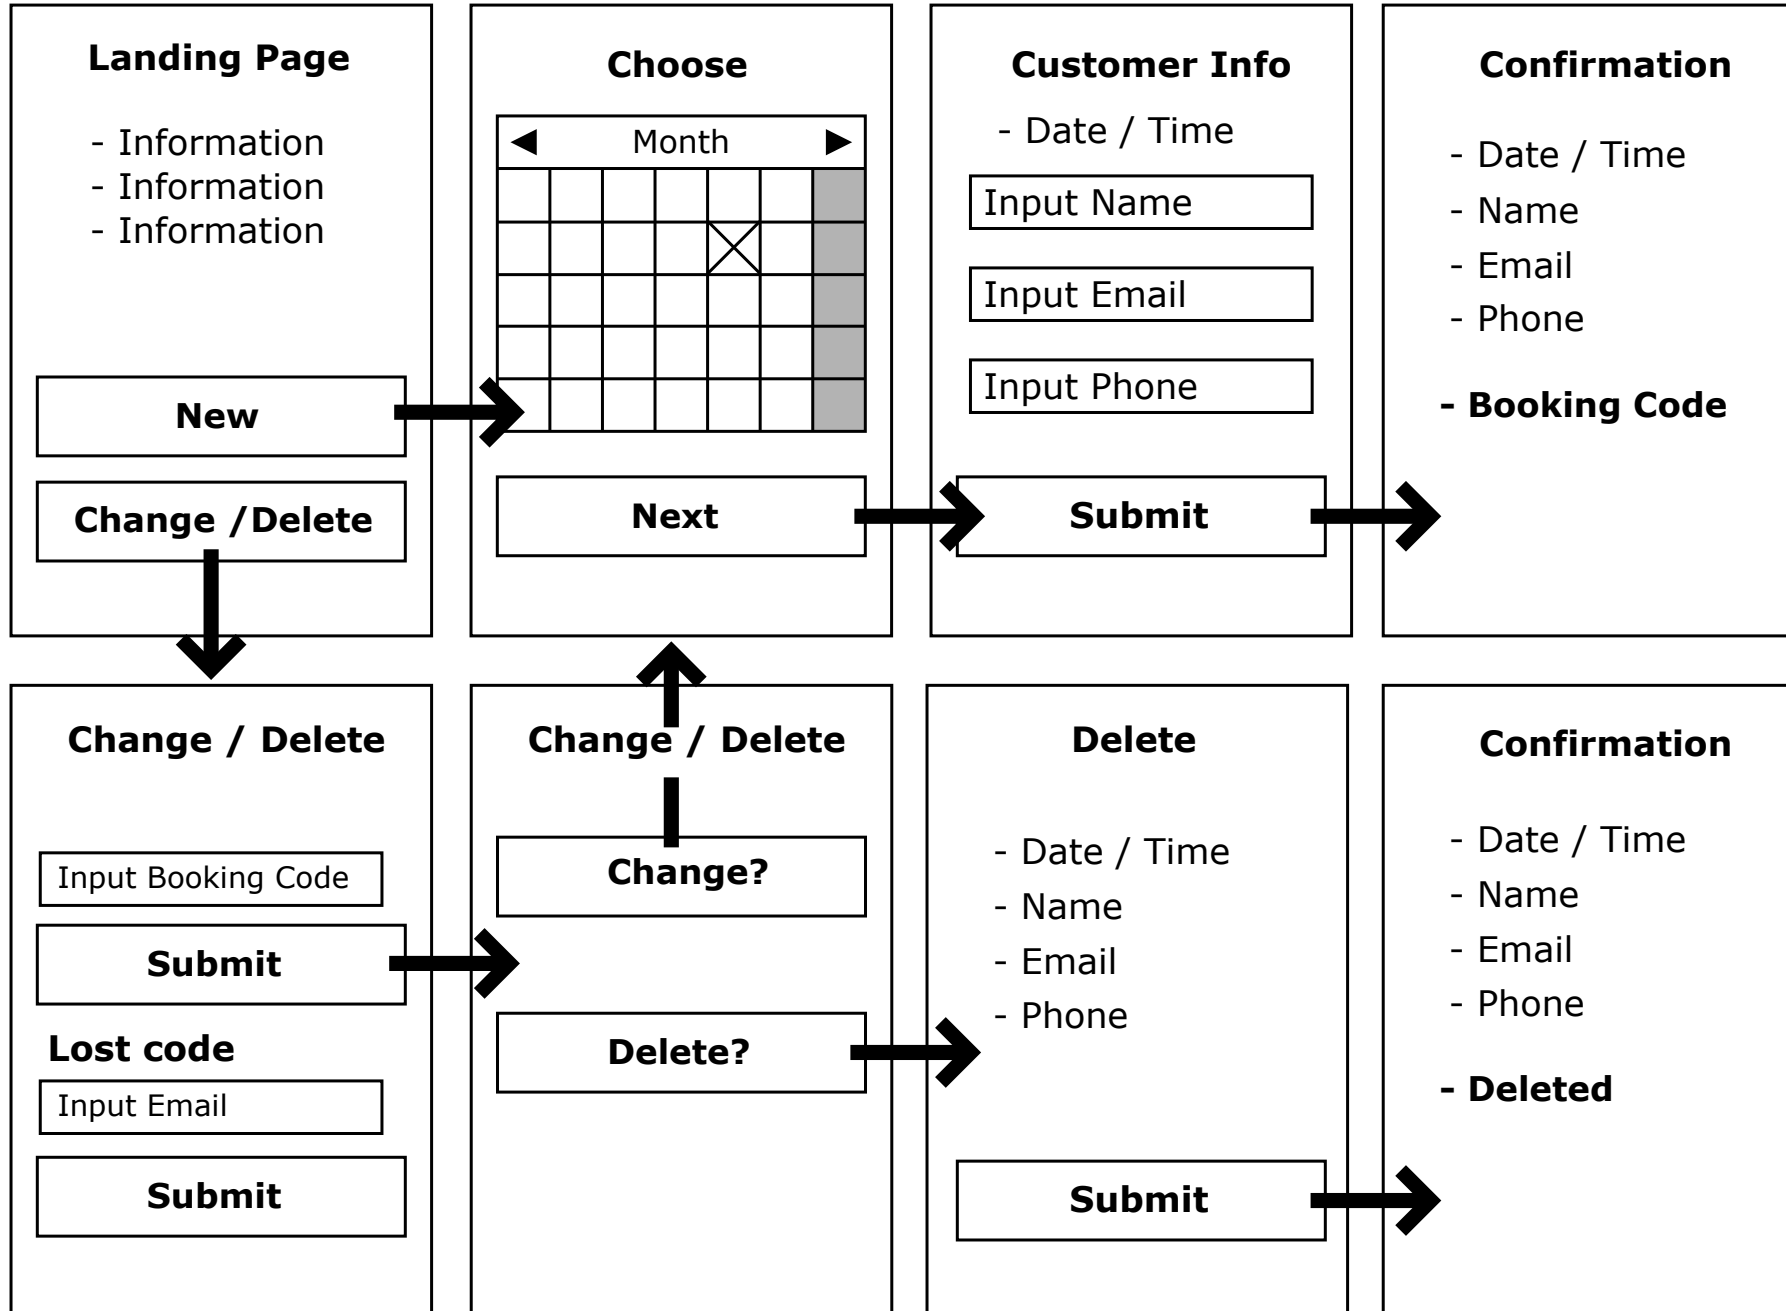 Landing Page
- Information
- Information
- Information
New
Change /Delete
Choose
Month
Next
Customer Info
- Date / Time
Input Name
Input Email
Input Phone
Submit
Confirmation
- Date / Time
- Name
- Email
- Phone
- Booking Code
Change / Delete
Input Booking Code
Submit
Lost code
Input Email
Submit
Change / Delete
Change?
Delete?
Delete
- Date / Time
- Name
- Email
- Phone
Submit
Confirmation
- Date / Time
- Name
- Email
- Phone
- Deleted